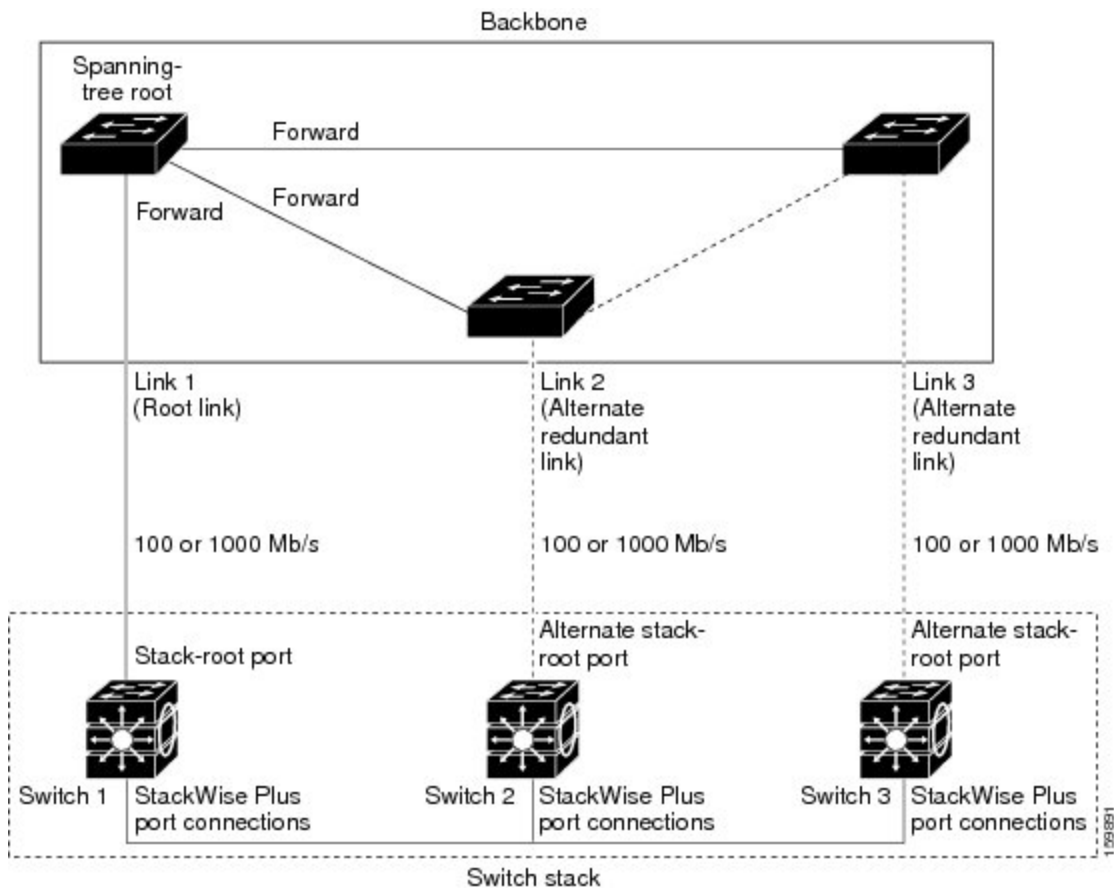 Backbone
Spanning-
tree root
Forward
Forward
Forward
Link 1
(Root link)
Link 2
(Alternate
redundant
link)
Link 3
(Alternate
redundant
link)
100 or 1000 Mb/s
100 or 1000 Mb/s
100 or 1000 Mb/s
Stack-root port
Alternate stack-
root port
Alternate stack-
root port
Switch 1
StackWise Plus
port connections
Switch 2
StackWise Plus
port connections
Switch 3
StackWise Plus
port connections
159891
Switch stack